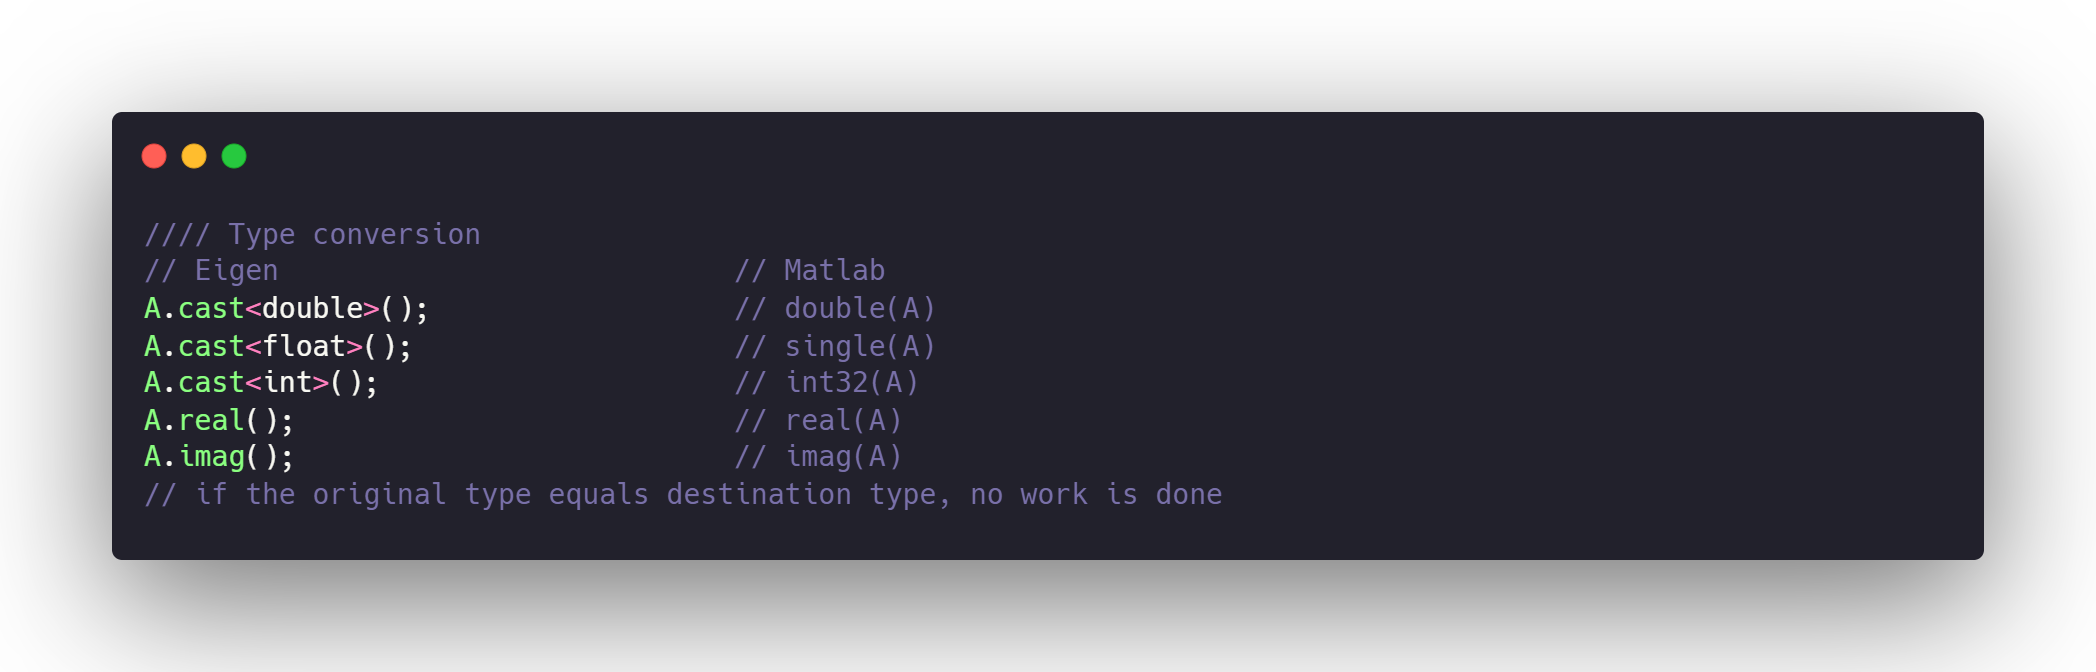 //// Type conversion
// Eigen                           // Matlab
A.cast<double>();                  // double(A)
A.cast<float>();                   // single(A)
A.cast<int>();                     // int32(A)
A.real();                          // real(A)
A.imag();                          // imag(A)
// if the original type equals destination type, no work is done